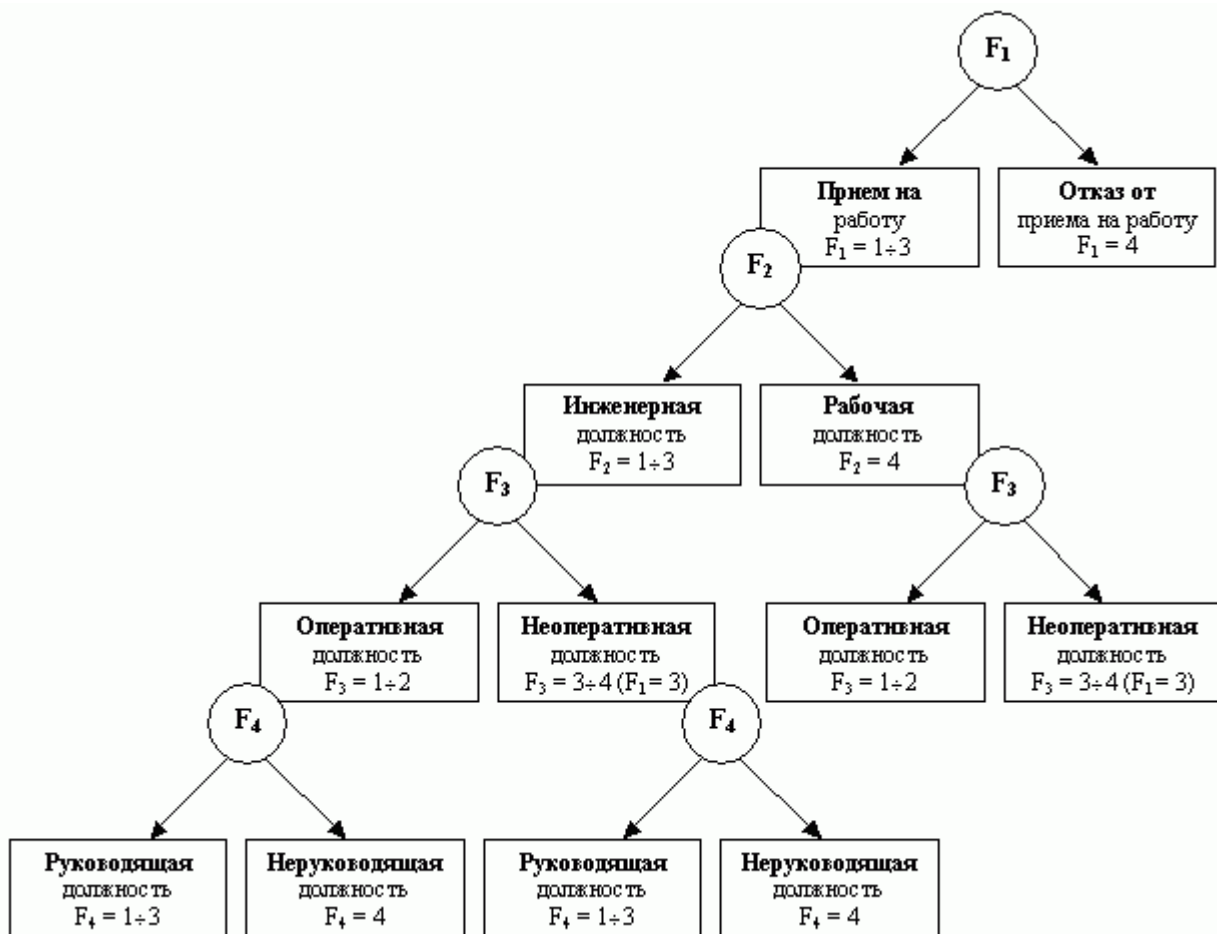 F₁
Прием на
работу
F₁ = 1÷3
Отказ от
приема на работу
F₁ = 4
F₂
Инженерная
должность
F₂ = 1÷3
Рабочая
должность
F₂ = 4
F₃
F₃
Оперативная
должность
F₃ = 1÷2
Неоперативная
должность
F₃ = 3÷4 (F₁ = 3)
Оперативная
должность
F₃ = 1÷2
Неоперативная
должность
F₃ = 3÷4 (F₁ = 3)
F₄
F₄
Руководящая
должность
F₄ = 1÷3
Неруководящая
должность
F₄ = 4
Руководящая
должность
F₄ = 1÷3
Неруководящая
должность
F₄ = 4